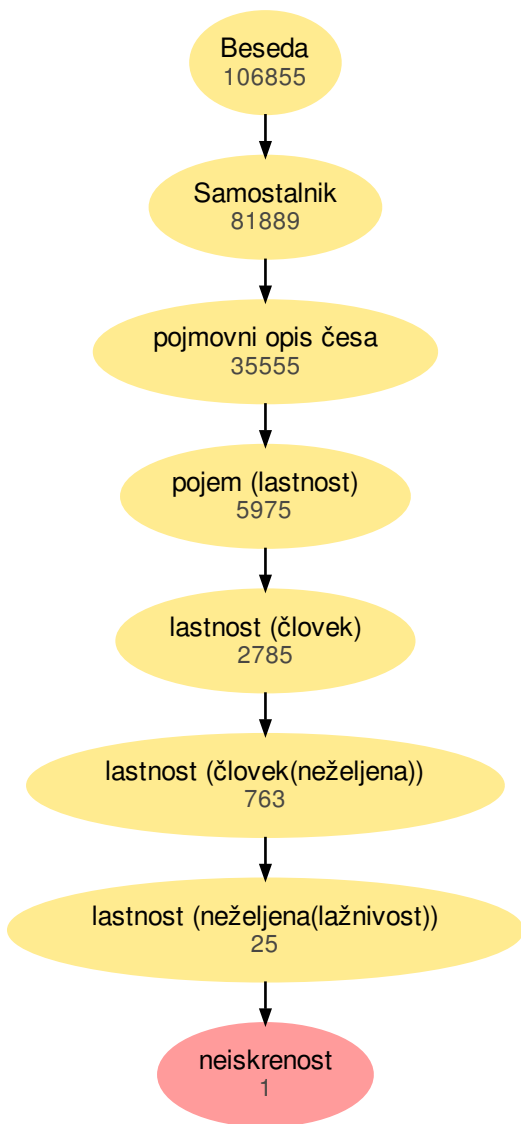 Beseda
106855
Samostalnik
81889
pojmovni opis česa
35555
pojem (lastnost)
5975
lastnost (človek)
2785
lastnost (človek(neželjena))
763
lastnost (neželjena(lažnivost))
25
neiskrenost
1